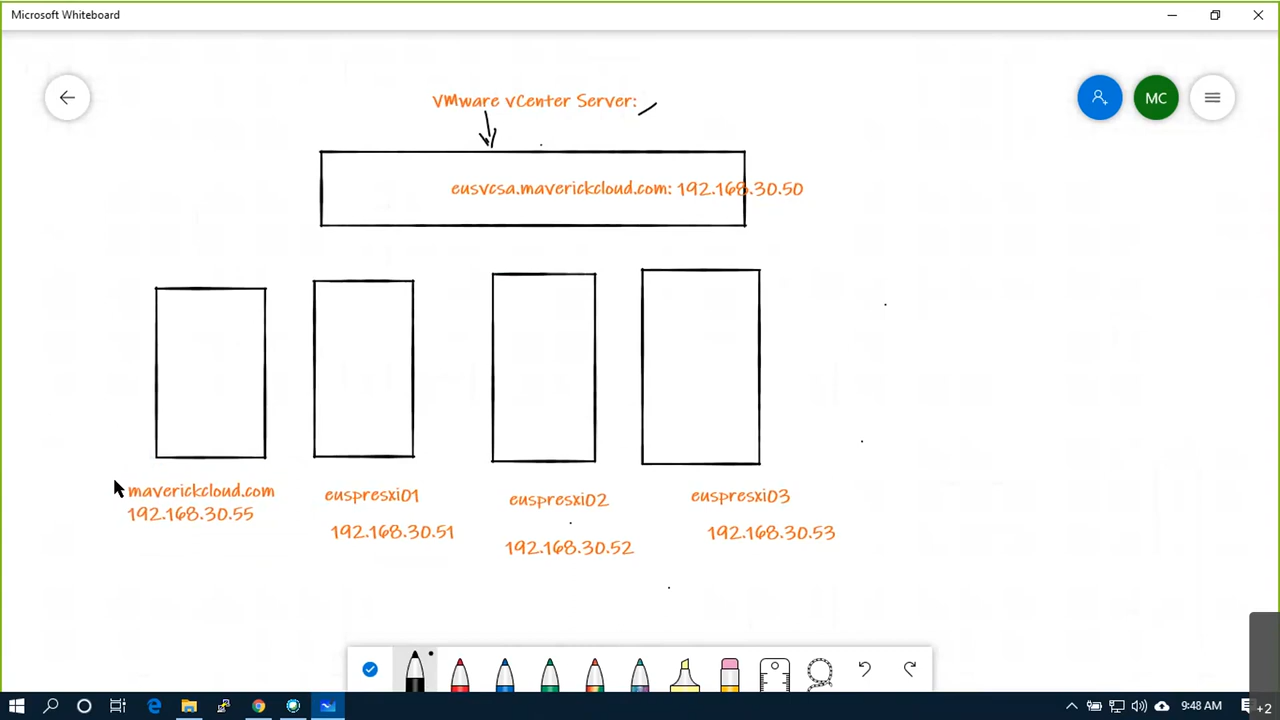 Microsoft Whiteboard
MC
VMware vCenter Server:
eusvcsa.maverickcloud.com: 192.168.30.50
maverickcloud.com
192.168.30.55
euspresxi01
192.168.30.51
euspresxi02
192.168.30.52
euspresxi03
192.168.30.53
9:48 AM
+2